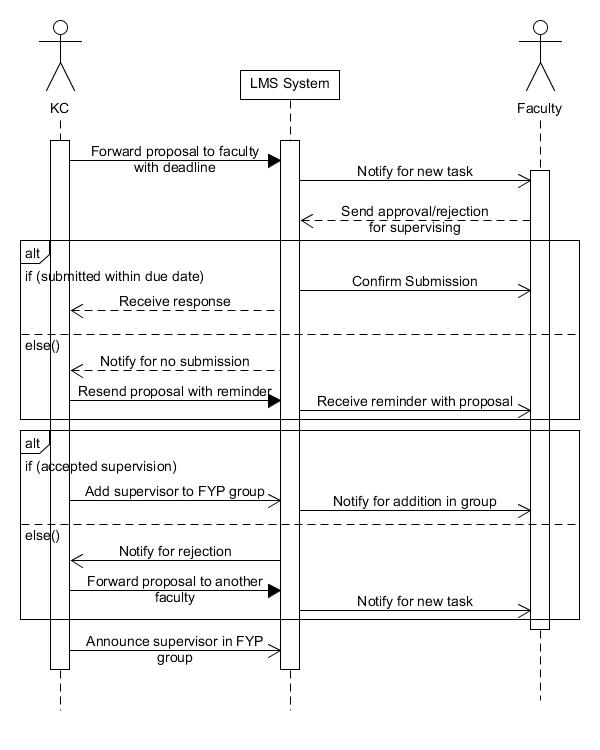 LMS System
KC
Faculty
Forward proposal to faculty
with deadline
Notify for new task
Send approval/rejection
for supervising
alt
if (submitted within due date)
Confirm Submission
Receive response
else()
Notify for no submission
Resend proposal with reminder
Receive reminder with proposal
alt
if (accepted supervision)
Add supervisor to FYP group
Notify for addition in group
else()
Notify for rejection
Forward proposal to another
faculty
Notify for new task
Announce supervisor in FYP
group